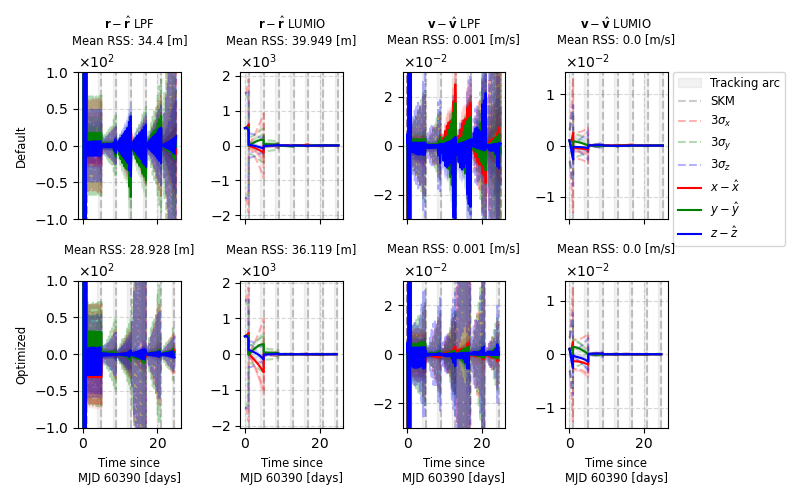 r − r̂ LPF
Mean RSS: 34.4 [m]
r − r̂ LUMIO
Mean RSS: 39.949 [m]
v − v̂ LPF
Mean RSS: 0.001 [m/s]
v − v̂ LUMIO
Mean RSS: 0.0 [m/s]
Default
×10²
1.0
0.5
0.0
−0.5
−1.0
×10³
2
1
0
−1
−2
×10⁻²
2
0
−2
×10⁻²
1
0
−1
Tracking arc
SKM
3σₓ
3σᵧ
3σ_z
x − x̂
y − ŷ
z − ẑ
Mean RSS: 28.928 [m]
Mean RSS: 36.119 [m]
Mean RSS: 0.001 [m/s]
Mean RSS: 0.0 [m/s]
Optimized
×10²
1.0
0.5
0.0
−0.5
−1.0
×10³
2
1
0
−1
−2
×10⁻²
2
0
−2
×10⁻²
1
0
−1
0 20
0 20
0 20
0 20
Time since
MJD 60390 [days]
Time since
MJD 60390 [days]
Time since
MJD 60390 [days]
Time since
MJD 60390 [days]